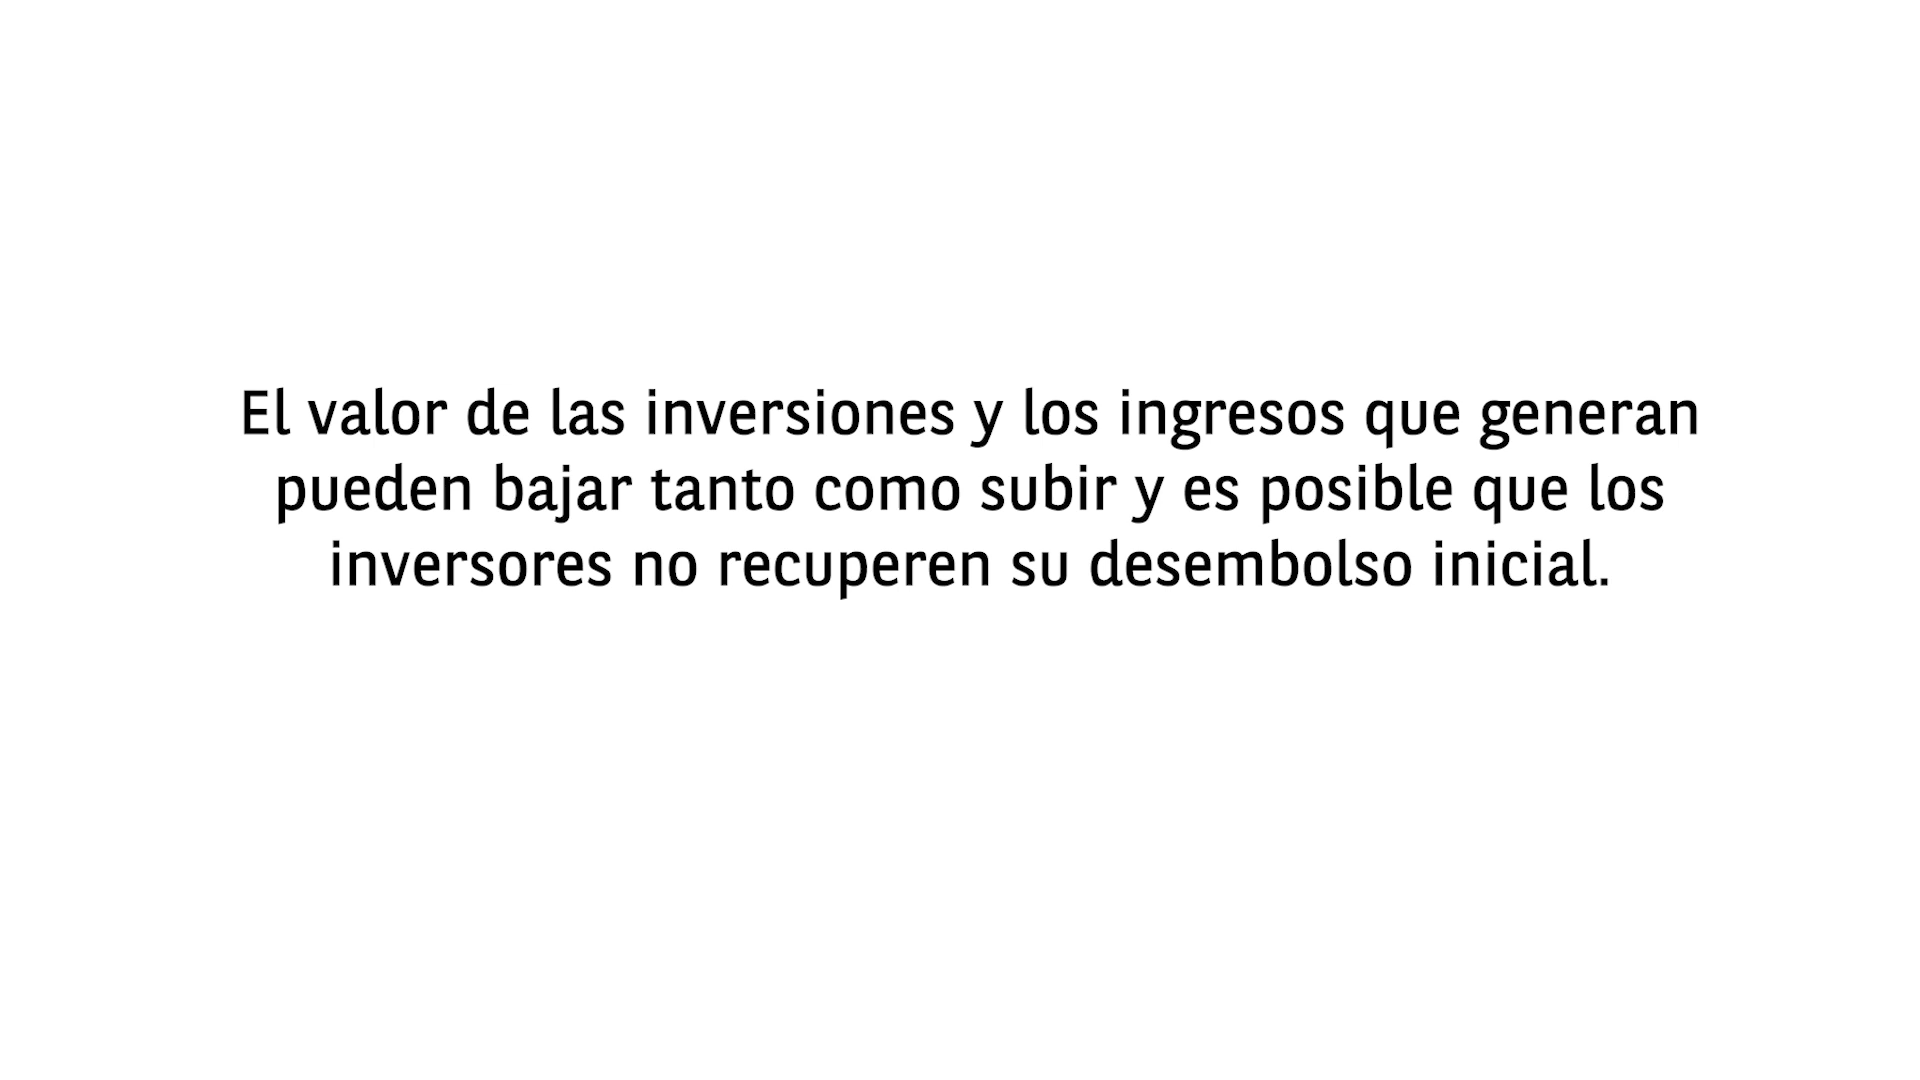 El valor de las inversiones y los ingresos que generan
pueden bajar tanto como subir y es posible que los
inversores no recuperen su desembolso inicial.